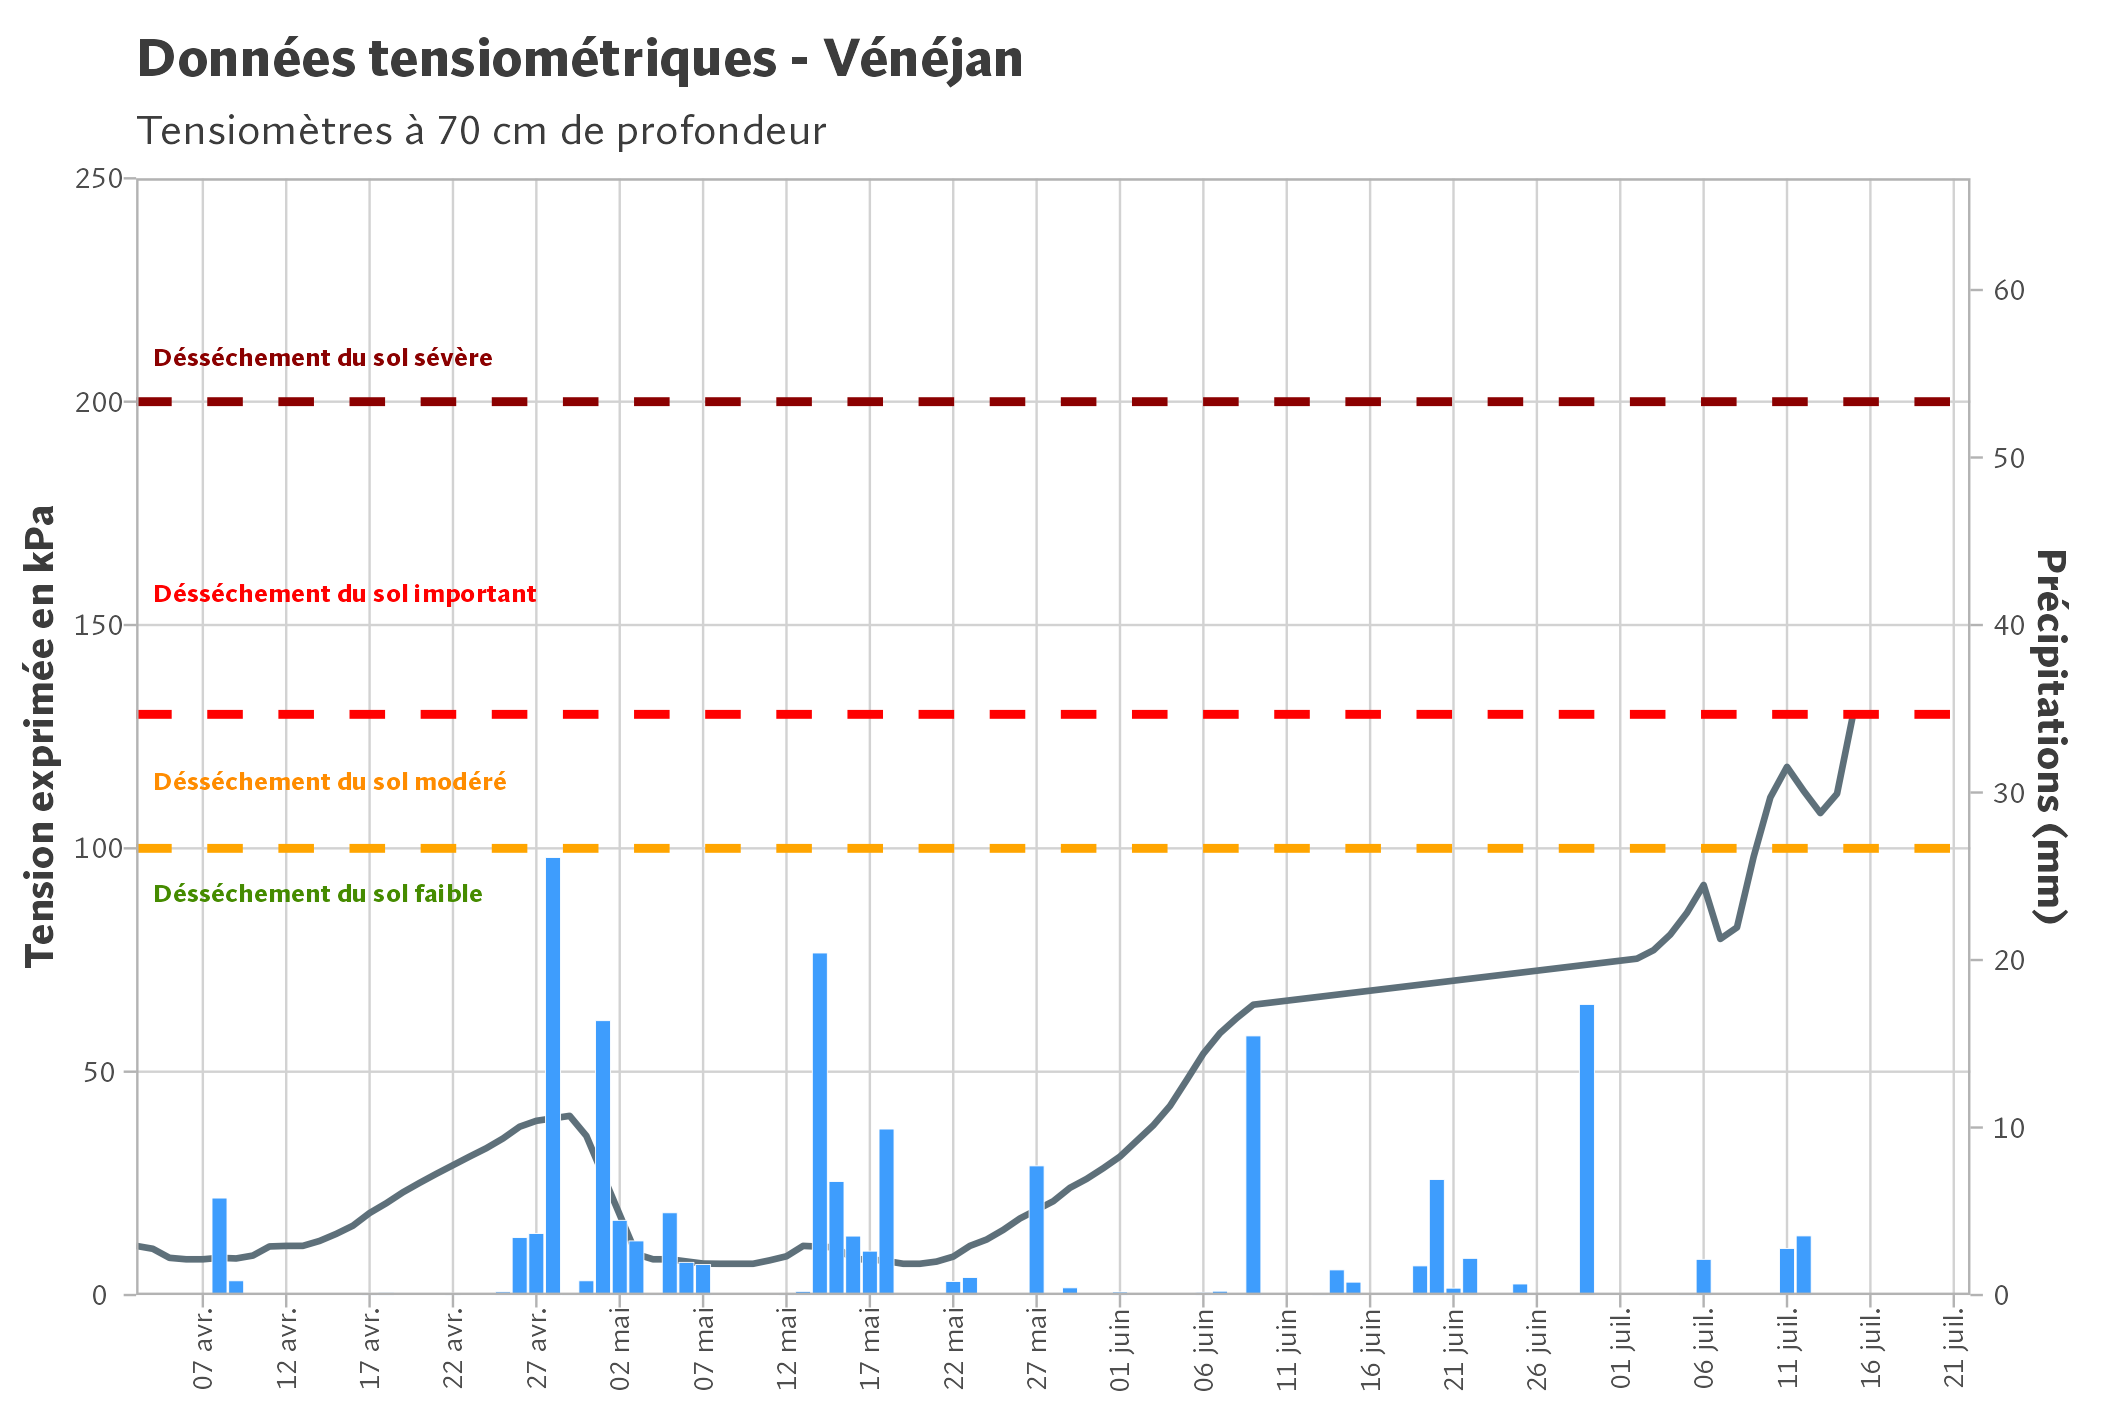 Données tensiométriques - Vénéjan
Tensiomètres à 70 cm de profondeur
Tension exprimée en kPa
250
200
150
100
50
0
Désséchement du sol sévère
Désséchement du sol important
Désséchement du sol modéré
Désséchement du sol faible
60
50
40
30
20
10
0
Précipitations (mm)
07 avr.
12 avr.
17 avr.
22 avr.
27 avr.
02 mai
07 mai
12 mai
17 mai
22 mai
27 mai
01 juin
06 juin
11 juin
16 juin
21 juin
26 juin
01 juil.
06 juil.
11 juil.
16 juil.
21 juil.